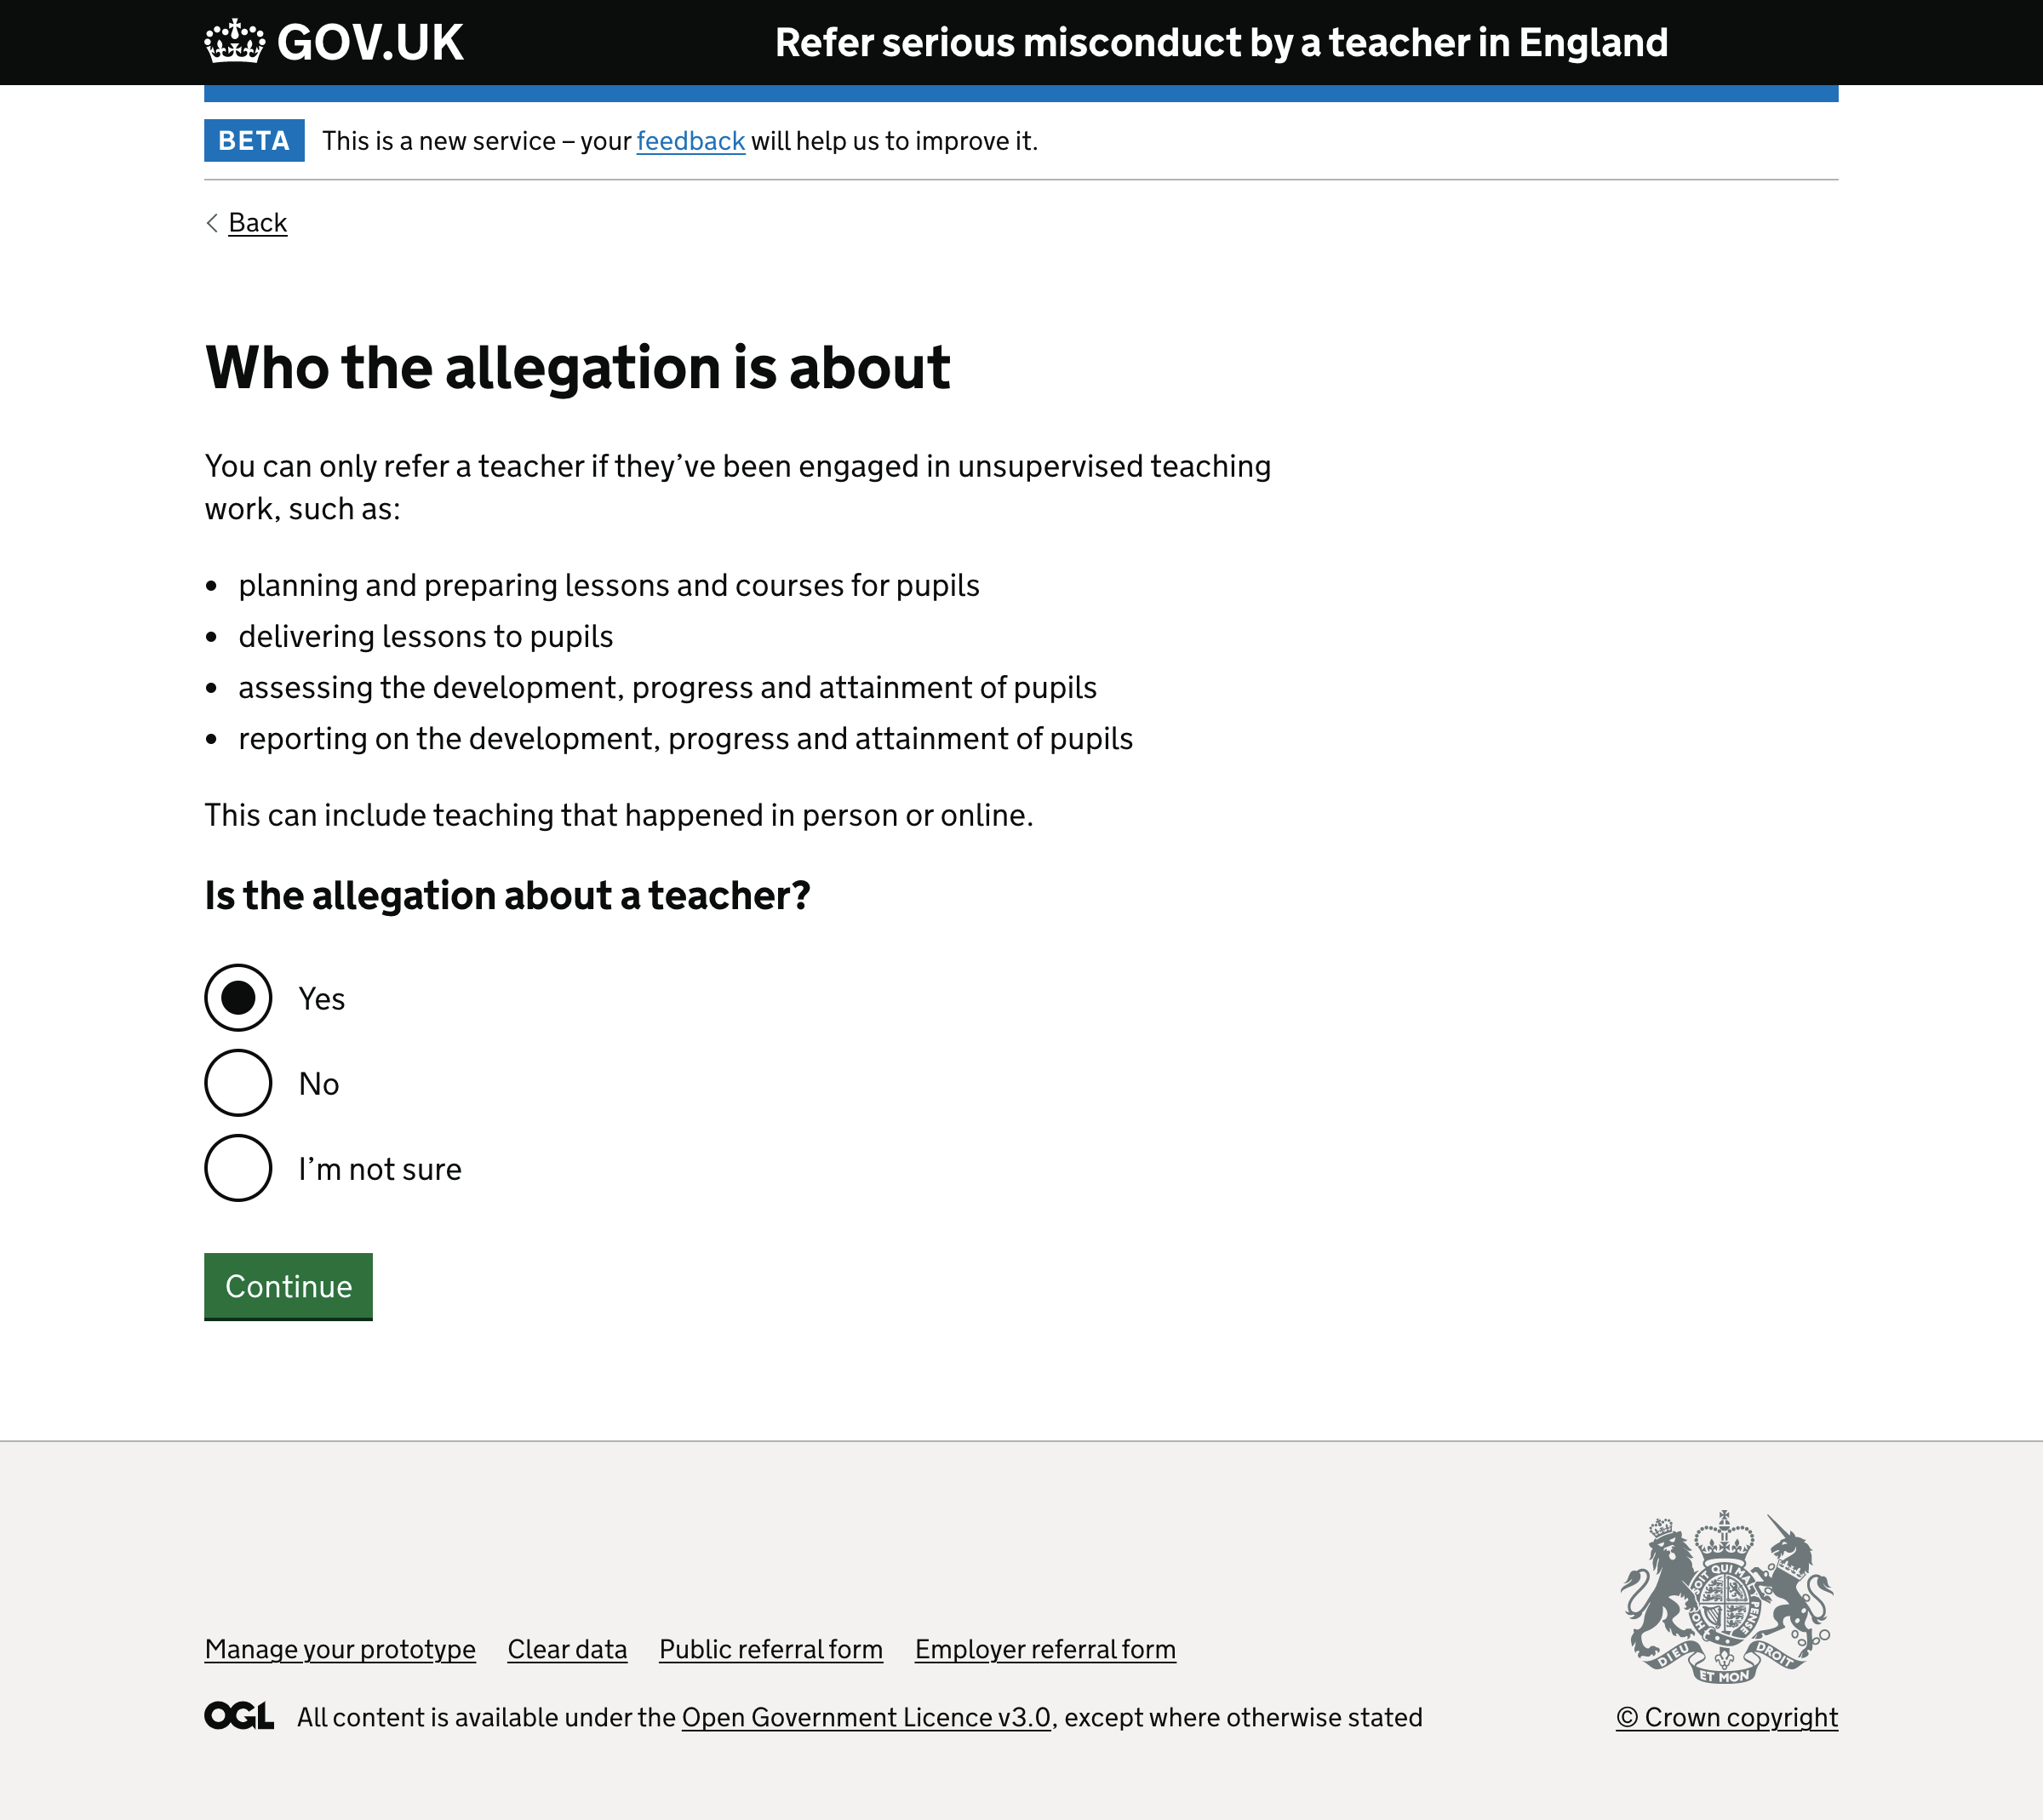 GOV.UK
Refer serious misconduct by a teacher in England
BETA
This is a new service – your feedback will help us to improve it.
Back
Who the allegation is about
You can only refer a teacher if they’ve been engaged in unsupervised teaching
work, such as:
• planning and preparing lessons and courses for pupils
• delivering lessons to pupils
• assessing the development, progress and attainment of pupils
• reporting on the development, progress and attainment of pupils
This can include teaching that happened in person or online.
Is the allegation about a teacher?
Yes
No
I’m not sure
Continue
Manage your prototype
Clear data
Public referral form
Employer referral form
OGL
All content is available under the Open Government Licence v3.0, except where otherwise stated
SOIT QUI MAL Y PENSE
DIEU ET MON DROIT
© Crown copyright